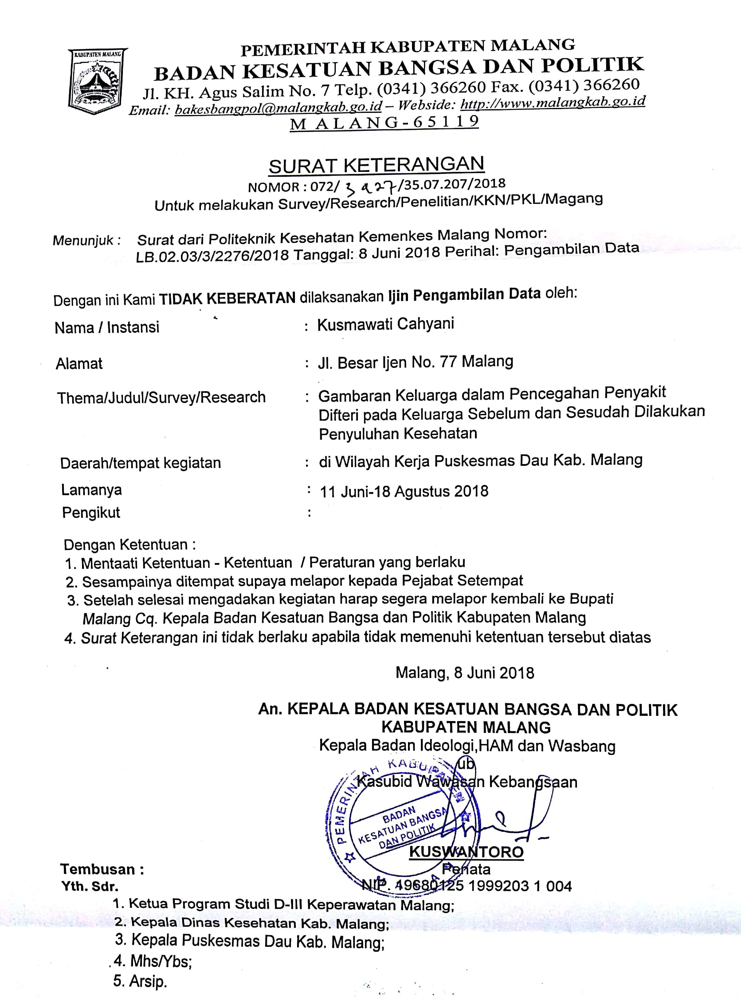 KABUPATEN MALANG
PEMERINTAH KABUPATEN MALANG
BADAN KESATUAN BANGSA DAN POLITIK
Jl. KH. Agus Salim No. 7 Telp. (0341) 366260 Fax. (0341) 366260
Email: bakesbangpol@malangkab.go.id – Webside: http://www.malangkab.go.id
M A L A N G - 6 5 1 1 9
SURAT KETERANGAN
NOMOR : 072/ /35.07.207/2018
Untuk melakukan Survey/Research/Penelitian/KKN/PKL/Magang
Menunjuk : Surat dari Politeknik Kesehatan Kemenkes Malang Nomor:
LB.02.03/3/2276/2018 Tanggal: 8 Juni 2018 Perihal: Pengambilan Data
Dengan ini Kami TIDAK KEBERATAN dilaksanakan Ijin Pengambilan Data oleh:
Nama / Instansi : Kusmawati Cahyani
Alamat : Jl. Besar Ijen No. 77 Malang
Thema/Judul/Survey/Research : Gambaran Keluarga dalam Pencegahan Penyakit
Difteri pada Keluarga Sebelum dan Sesudah Dilakukan
Penyuluhan Kesehatan
Daerah/tempat kegiatan : di Wilayah Kerja Puskesmas Dau Kab. Malang
Lamanya : 11 Juni-18 Agustus 2018
Pengikut :
Dengan Ketentuan :
1. Mentaati Ketentuan - Ketentuan / Peraturan yang berlaku
2. Sesampainya ditempat supaya melapor kepada Pejabat Setempat
3. Setelah selesai mengadakan kegiatan harap segera melapor kembali ke Bupati
Malang Cq. Kepala Badan Kesatuan Bangsa dan Politik Kabupaten Malang
4. Surat Keterangan ini tidak berlaku apabila tidak memenuhi ketentuan tersebut diatas
Malang, 8 Juni 2018
An. KEPALA BADAN KESATUAN BANGSA DAN POLITIK
KABUPATEN MALANG
Kepala Badan Ideologi,HAM dan Wasbang
ub
Kasubid Wawasan Kebangsaan
PEMERINTAH KABUPATEN
BADAN
KESATUAN BANGSA
DAN POLITIK
MALANG
KUSWANTORO
Penata
NIP. 19680125 1999203 1 004
Tembusan :
Yth. Sdr.
1. Ketua Program Studi D-III Keperawatan Malang;
2. Kepala Dinas Kesehatan Kab. Malang;
3. Kepala Puskesmas Dau Kab. Malang;
4. Mhs/Ybs;
5. Arsip.